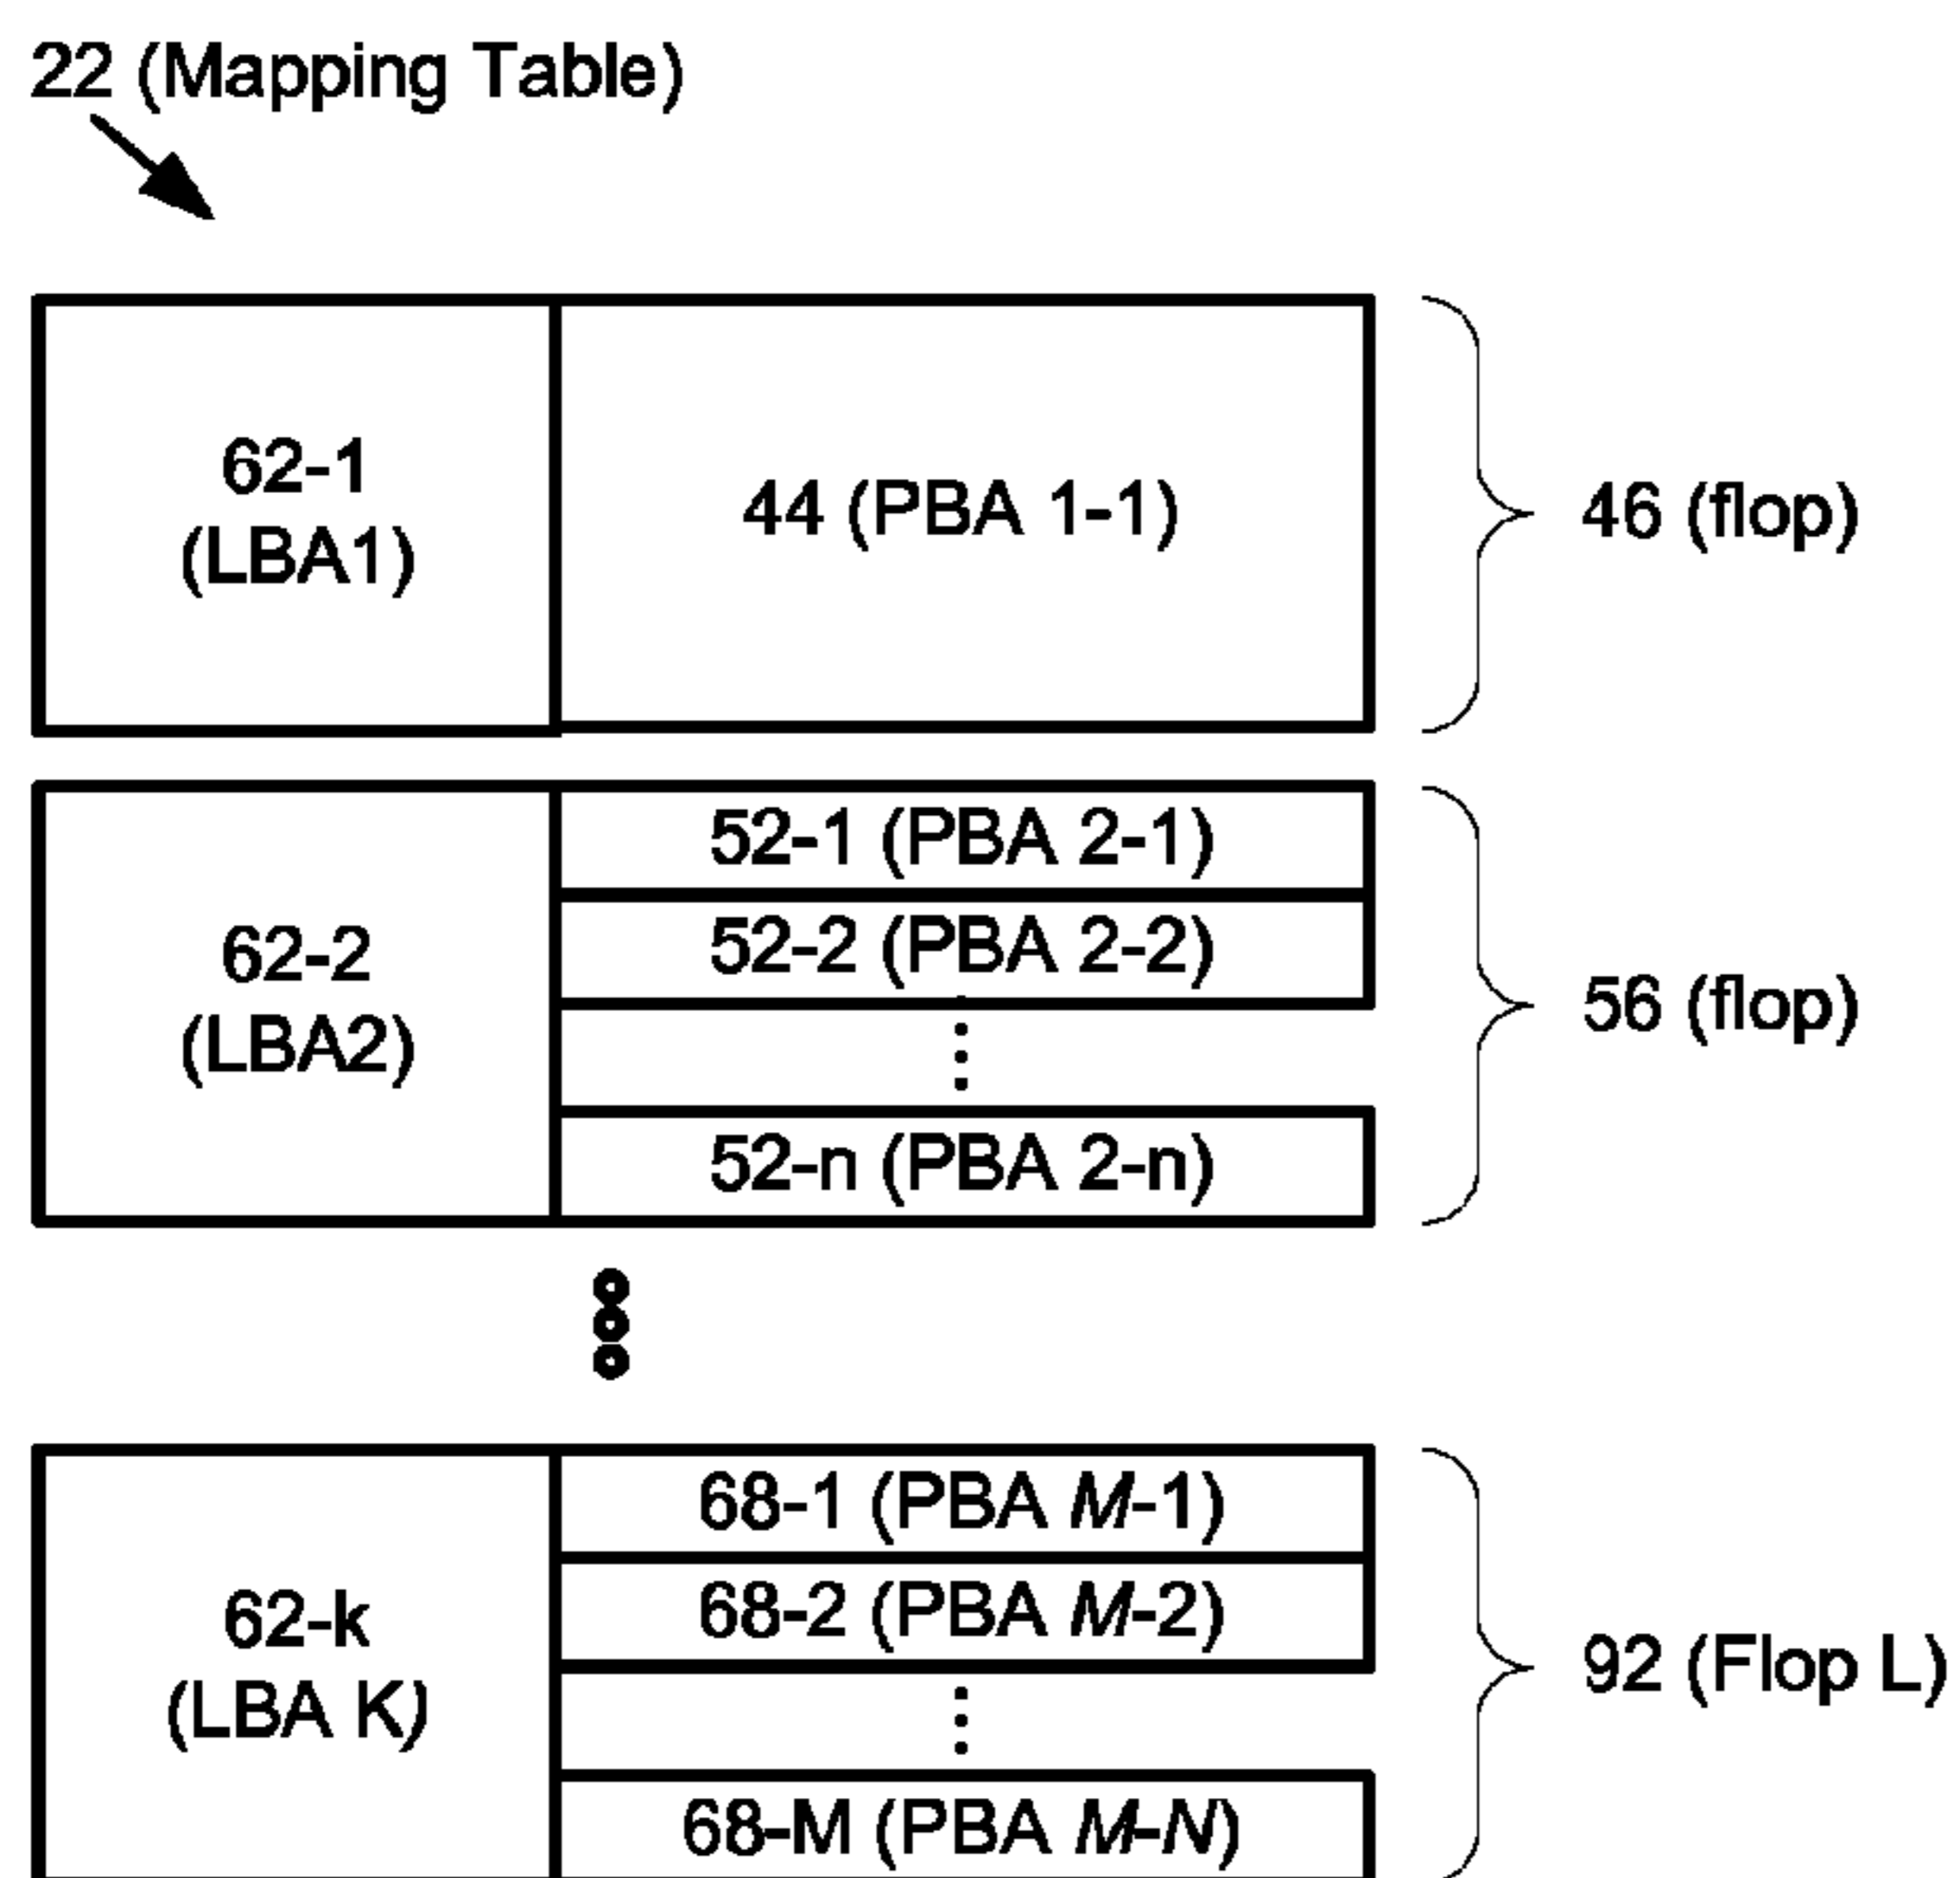 22 (Mapping Table)
62-1
(LBA1)
44 (PBA 1-1)
46 (flop)
62-2
(LBA2)
52-1 (PBA 2-1)
52-2 (PBA 2-2)
52-n (PBA 2-n)
56 (flop)
62-k
(LBA K)
68-1 (PBA M-1)
68-2 (PBA M-2)
68-M (PBA M-N)
92 (Flop L)